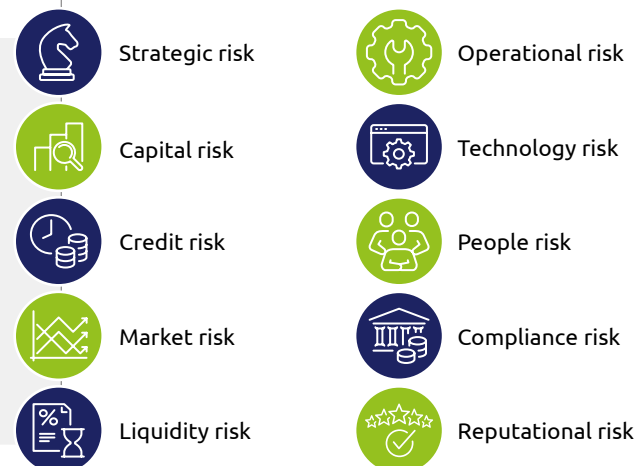 Strategic risk
Capital risk
Credit risk
Market risk
%
Liquidity risk
Operational risk
Technology risk
People risk
Compliance risk
Reputational risk